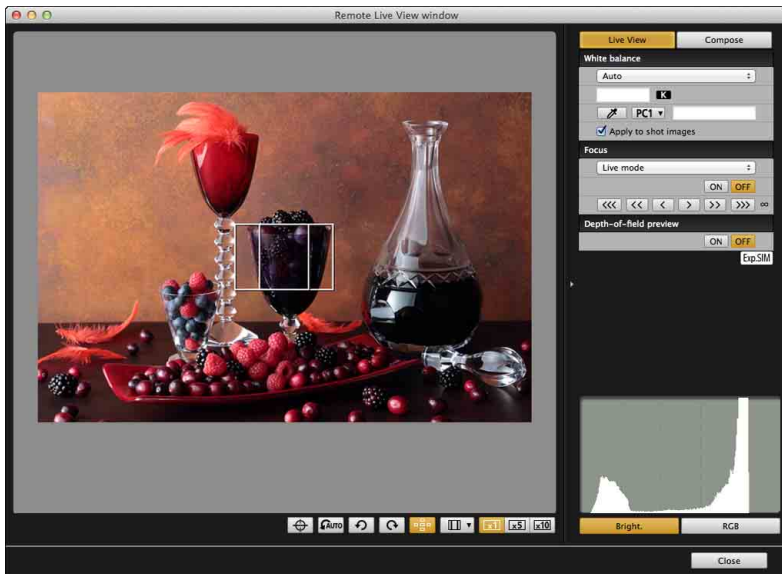 Remote Live View window
Live View Compose
White balance
Auto
K
PC1
Apply to shot images
Focus
Live mode
ON OFF
<<< << < > >> >>> ∞
Depth-of-field preview
ON OFF
Exp.SIM
AUTO x1 x5 x10
Bright. RGB
Close